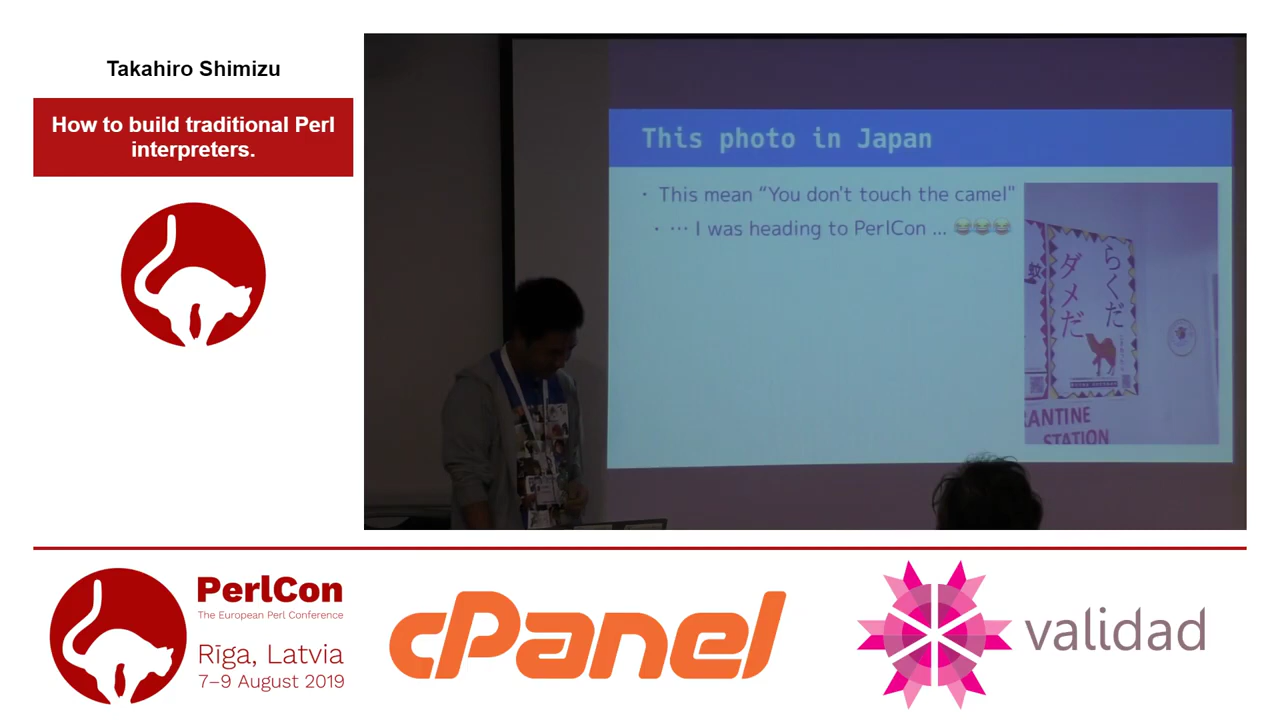 Takahiro Shimizu
How to build traditional Perl
interpreters.
This photo in Japan
· This mean “You don't touch the camel"
· … I was heading to PerlCon ... 😂😂😂
らくだ
ダメだ
蚊
RANTINE
STATION
PerlCon
The European Perl Conference
Rīga, Latvia
7–9 August 2019
cPanel
validad